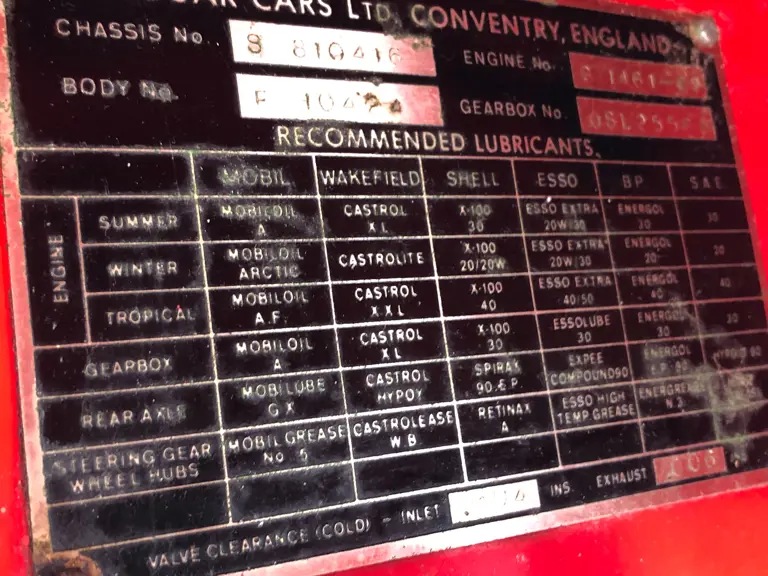 CARS LTD, CONVENTRY, ENGLAND
CHASSIS No S 810416 ENGINE No
BODY No. F 10474 GEARBOX No.
RECOMMENDED LUBRICANTS.
MOBIL WAKEFIELD SHELL ESSO BP SAE
ENGINE
SUMMER MOBILOIL A CASTROL XL X-100 30 ESSO EXTRA 20W/30 ENERGOL 30 30
WINTER MOBILOIL ARCTIC CASTROLITE X-100 20/20W ESSO EXTRA 20W/30 ENERGOL 20 20
TROPICAL MOBILOIL A.F. CASTROL XXL X-100 40 ESSO EXTRA 40/50 ENERGOL 40 40
GEARBOX MOBILOIL A CASTROL XL X-100 30 ESSOLUBE 30 ENERGOL 30 30
REAR AXLE MOBILUBE GX CASTROL HYPOY SPIRAX 90.E.P. EXPEE COMPOUND90 ENERGOL
STEERING GEAR WHEEL HUBS MOBIL GREASE No 5 CASTROLEASE W.B RETINAX A ESSO HIGH TEMP GREASE ENERGREASE
VALVE CLEARANCE (COLD) - INLET INS. EXHAUST